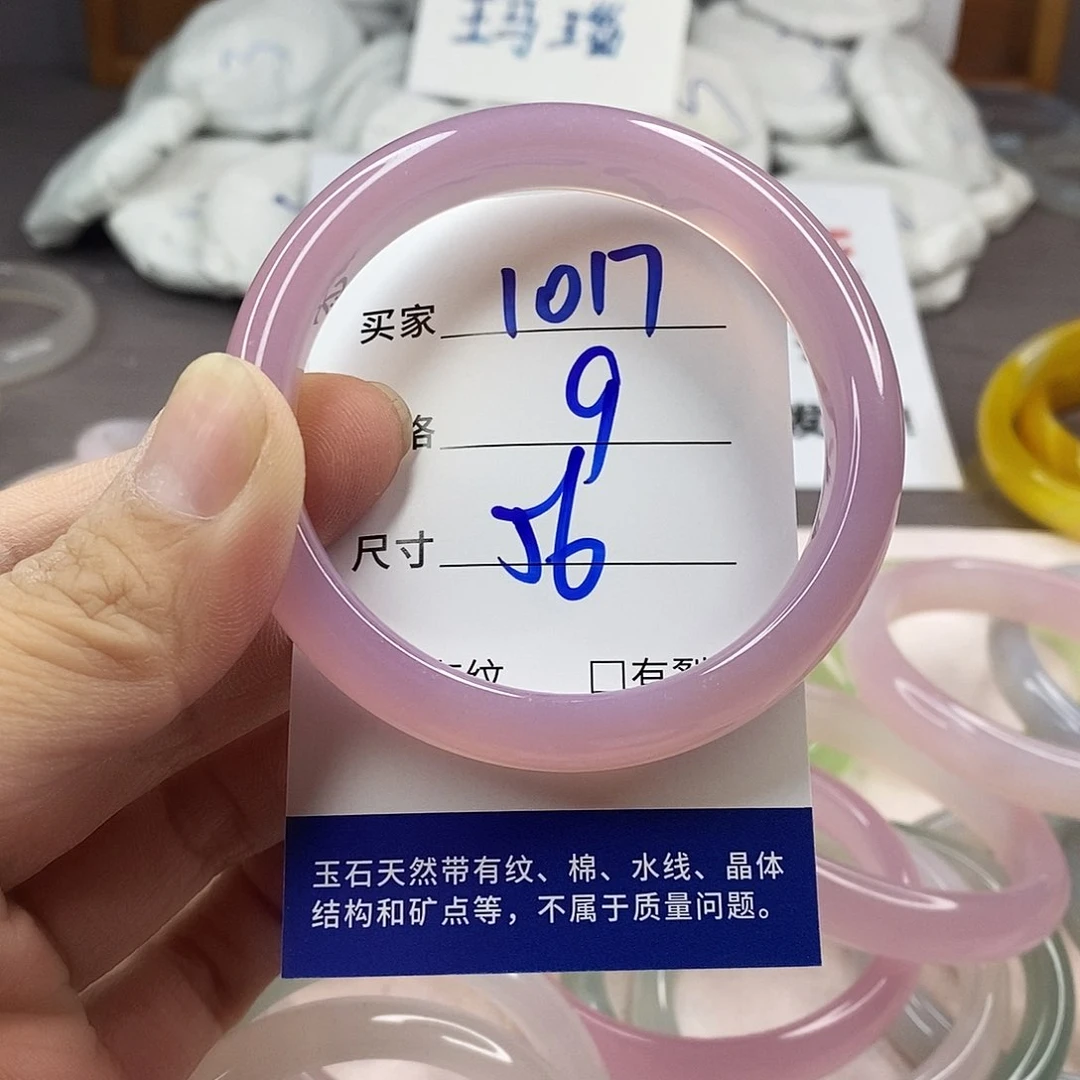 玛瑙
买家 1017
格 9
尺寸 56
纹 □有裂
玉石天然带有纹、棉、水线、晶体
结构和矿点等，不属于质量问题。